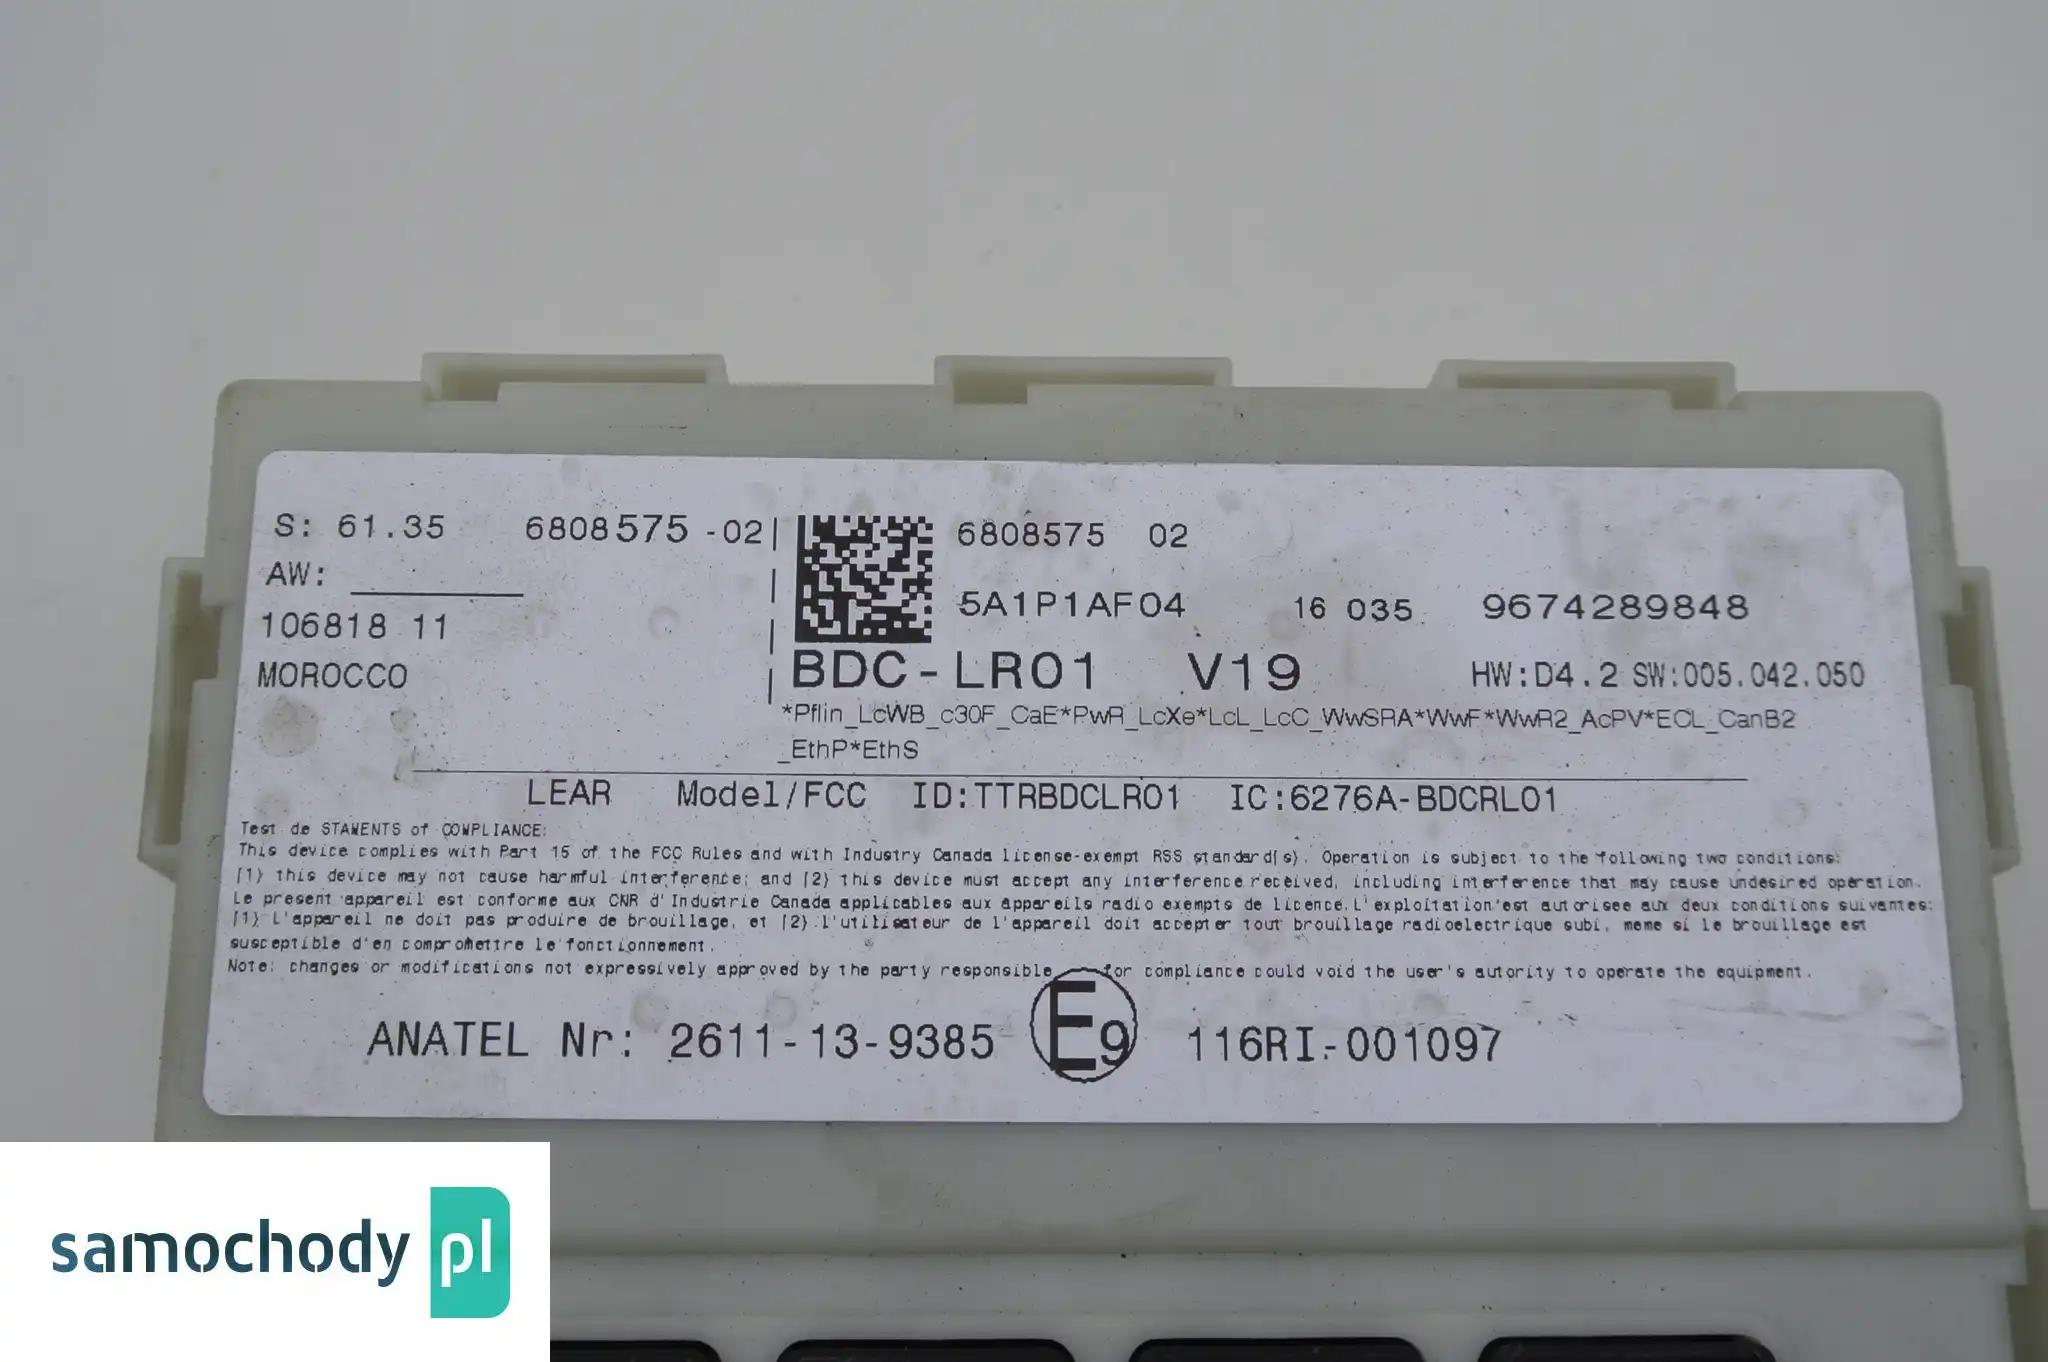 S: 61.35 6808575 -02
AW:
106818 11
MOROCCO
6808575 02
5A1P1AF04 16 035 9674289848
BDC-LR01 V19 HW:D4.2 SW:005.042.050
*Pflin_LcWB_c30F_CaE*PwR_LcXe*LcL_LcC_WwSRA*WwF*WwR2_AcPV*ECL_CanB2
_EthP*EthS
LEAR Model/FCC ID:TTRBDCLR01 IC:6276A-BDCRL01
Test de STAMENTS of COMPLIANCE:
This device complies with Part 15 of the FCC Rules and with Industry Canada license-exempt RSS standard(s). Operation is subject to the following two conditions:
(1) this device may not cause harmful interference; and (2) this device must accept any interference received, including interference that may cause undesired operation.
Le present appareil est conforme aux CNR d'Industrie Canada applicables aux appareils radio exempts de licence.L'exploitation est autorisee aux deux conditions suivantes:
(1) L'appareil ne doit pas produire de brouillage, et (2) l'utilisateur de l'appareil doit accepter tout brouillage radioelectrique subi, meme si le brouillage est
susceptible d'en compromettre le fonctionnement.
Note: changes or modifications not expressively approved by the party responsible for compliance could void the user's autority to operate the equipment.
ANATEL Nr: 2611-13-9385 E9 116RI-001097
samochody pl